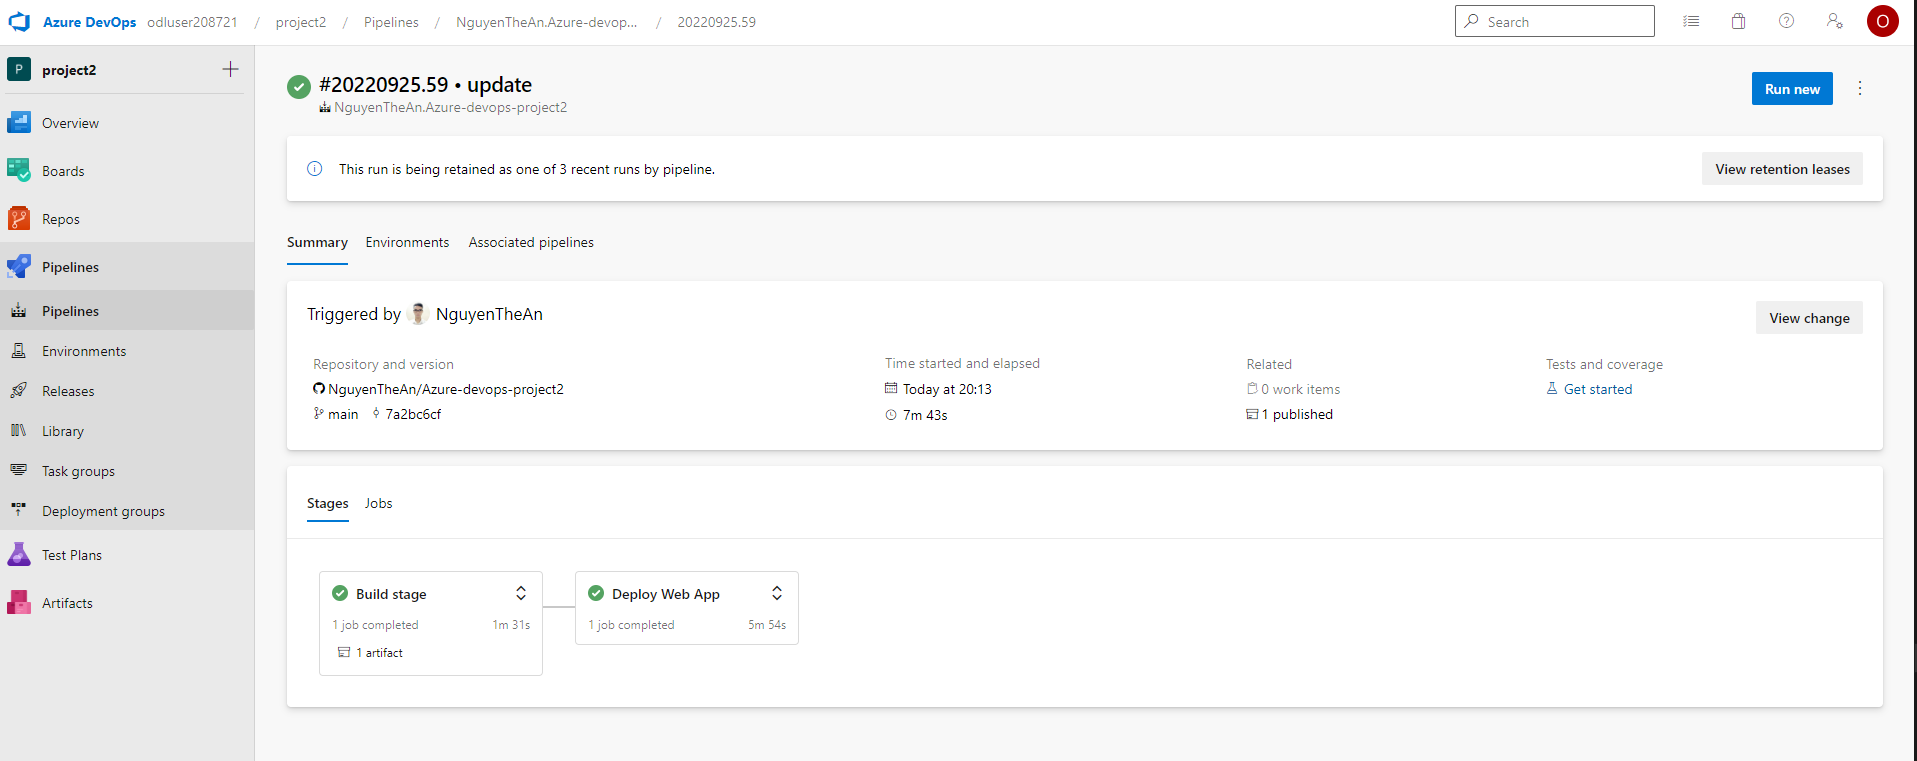 Azure DevOps odluser208721 / project2 / Pipelines / NguyenTheAn.Azure-devop... / 20220925.59
Search
O
P project2
Overview
Boards
Repos
Pipelines
Pipelines
Environments
Releases
Library
Task groups
Deployment groups
Test Plans
Artifacts
#20220925.59 • update
NguyenTheAn.Azure-devops-project2
Run new
This run is being retained as one of 3 recent runs by pipeline.
View retention leases
Summary Environments Associated pipelines
Triggered by NguyenTheAn
View change
Repository and version
NguyenTheAn/Azure-devops-project2
main 7a2bc6cf
Time started and elapsed
Today at 20:13
7m 43s
Related
0 work items
1 published
Tests and coverage
Get started
Stages Jobs
Build stage
1 job completed 1m 31s
1 artifact
Deploy Web App
1 job completed 5m 54s